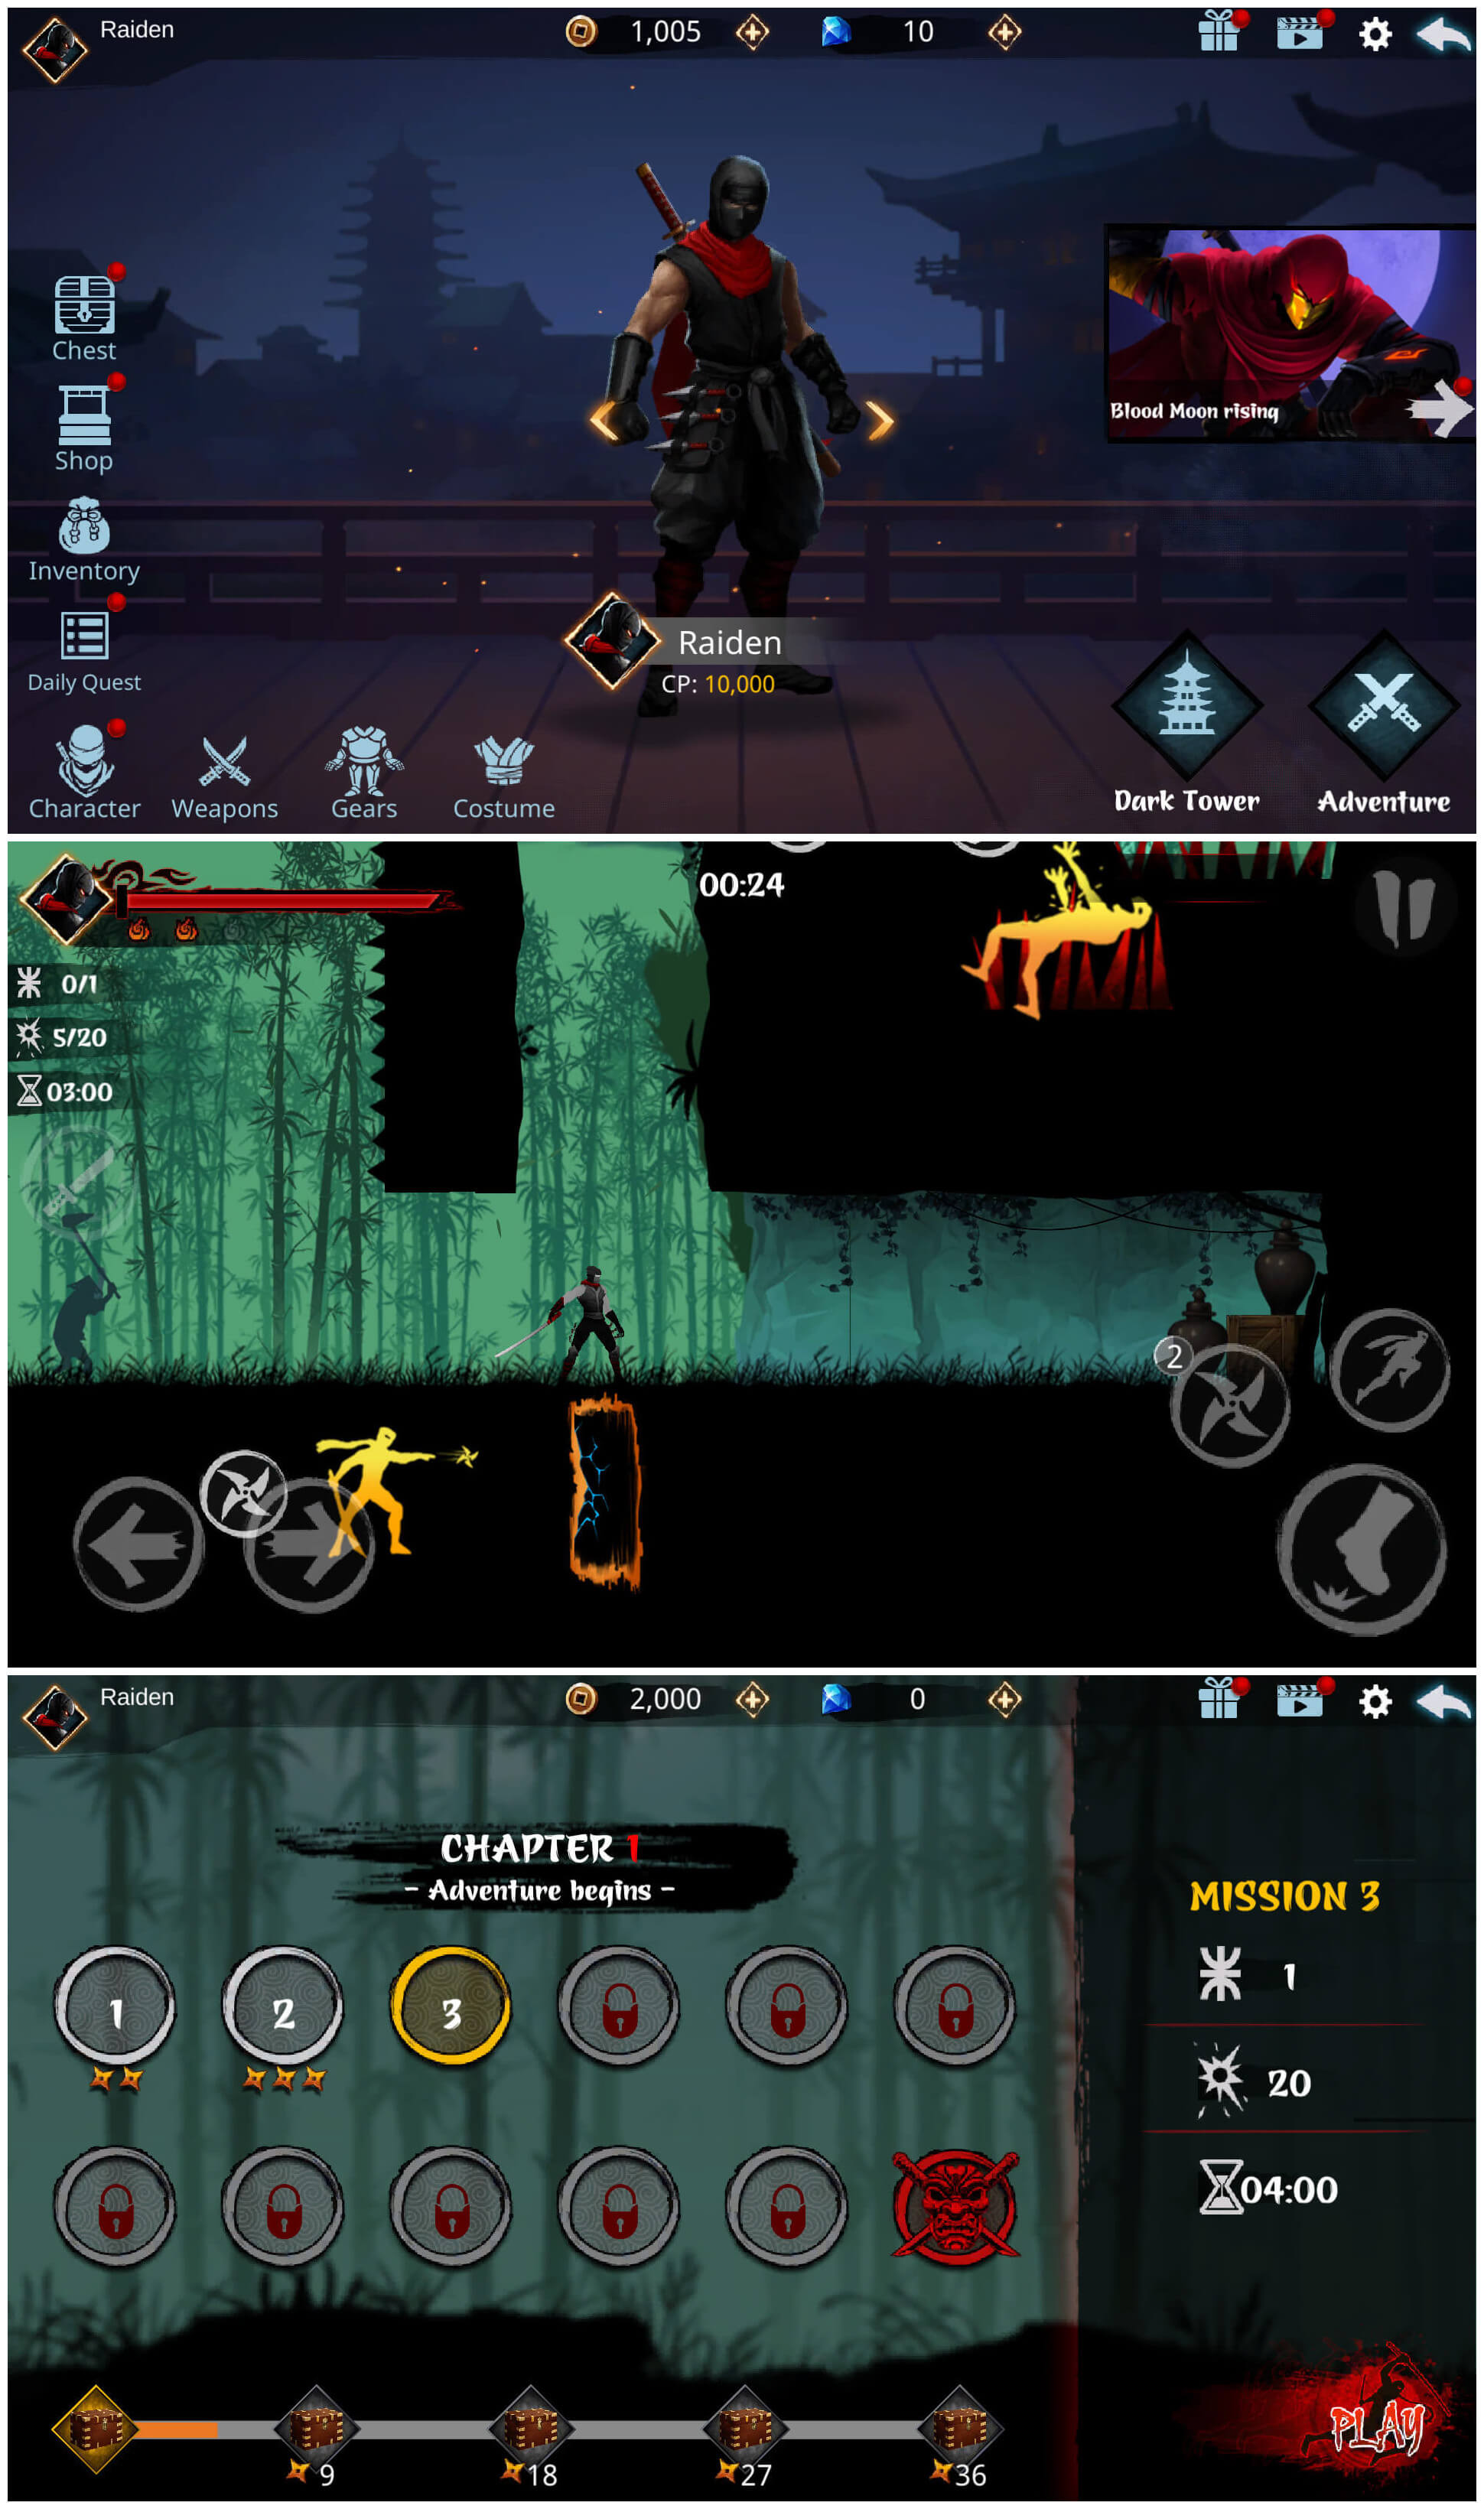 Raiden
1,005
10
Chest
Shop
Blood Moon rising
Inventory
Daily Quest
Raiden
CP: 10,000
Character
Weapons
Gears
Costume
Dark Tower
Adventure
00:24
0/1
5/20
03:00
2
Raiden
2,000
0
CHAPTER 1
- Adventure begins -
MISSION 3
1
1
2
3
20
04:00
PLAY
9
18
27
36